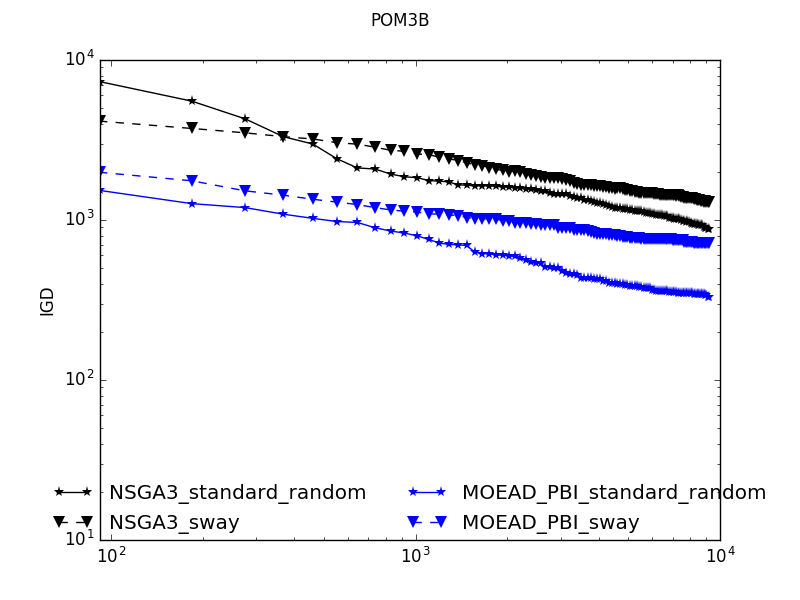 POM3B
10^4
10^3
10^2
10^1
IGD
NSGA3_standard_random
MOEAD_PBI_standard_random
NSGA3_sway
MOEAD_PBI_sway
10^2
10^3
10^4